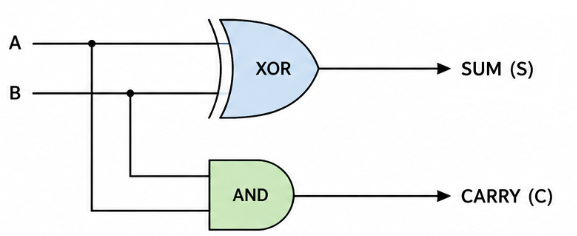 A
XOR
SUM (S)
B
AND
CARRY (C)